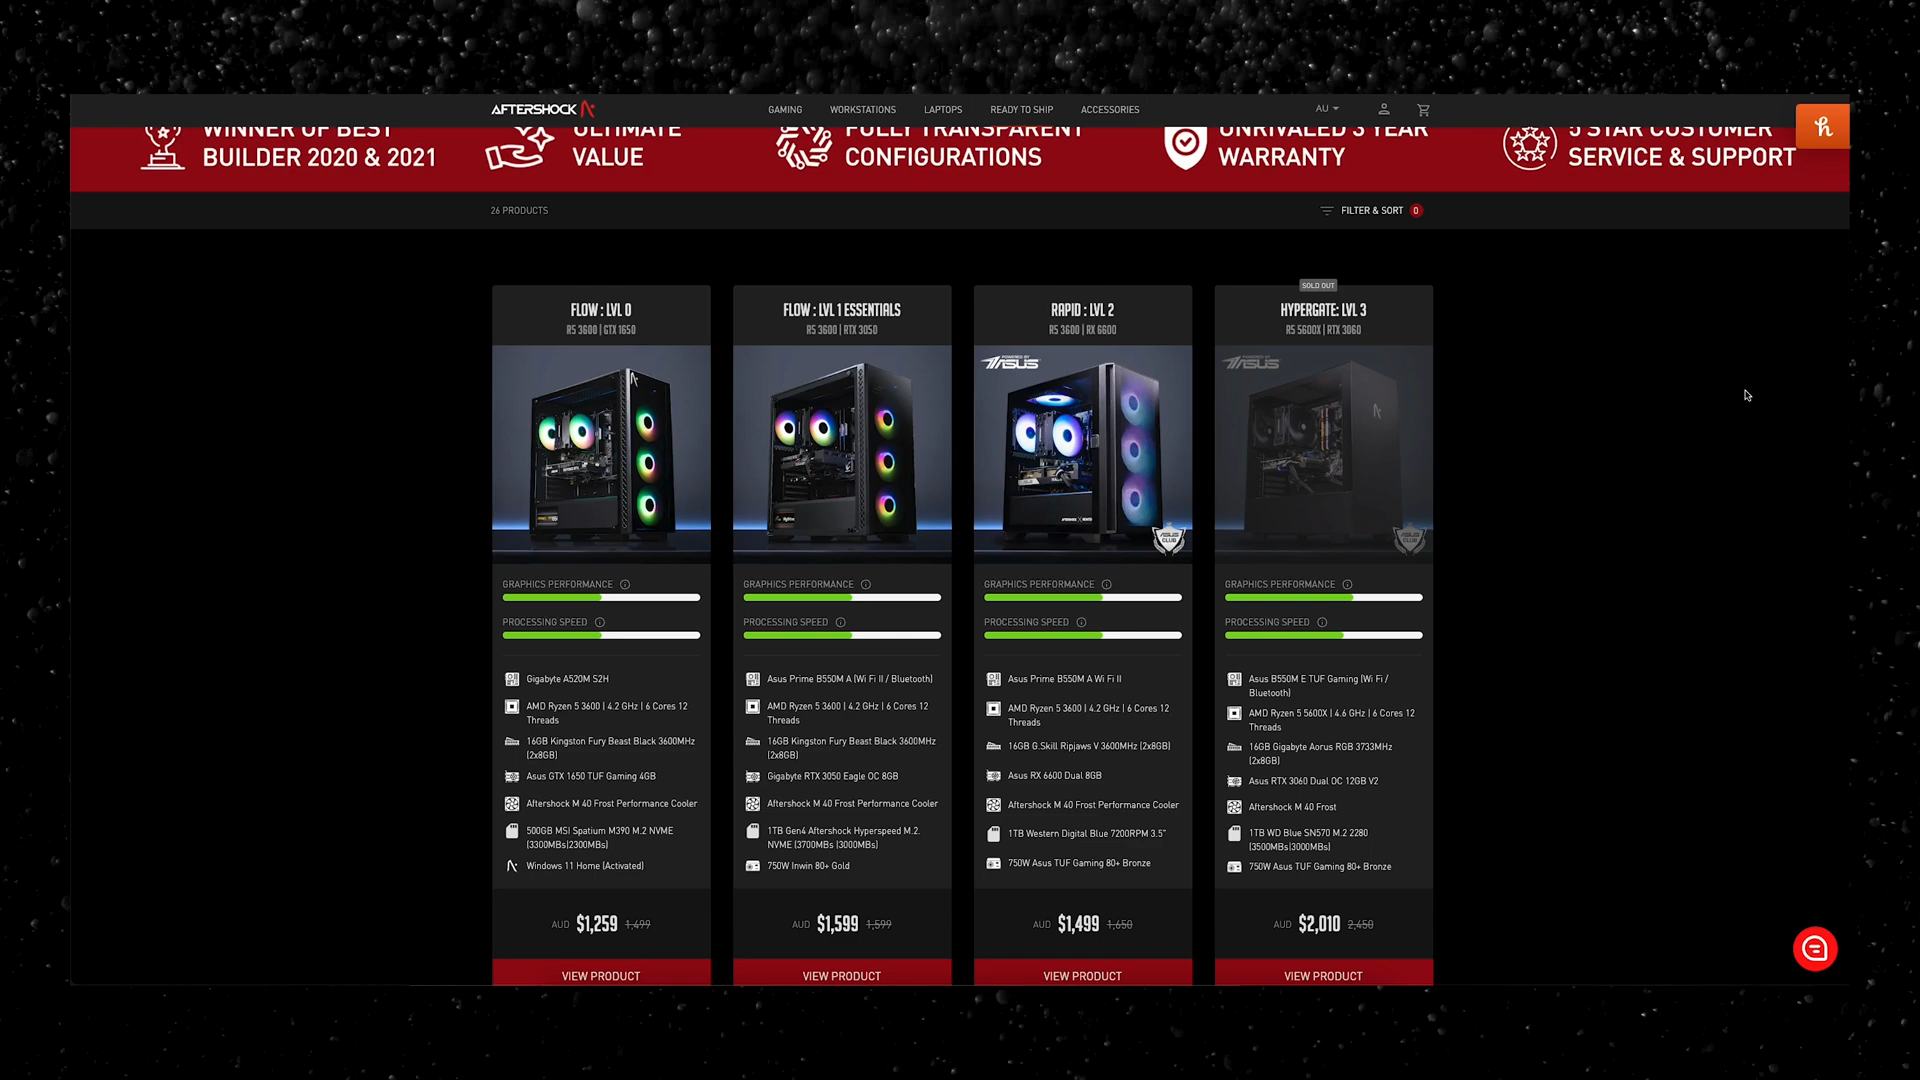 AFTERSHOCK
GAMING
WORKSTATIONS
LAPTOPS
READY TO SHIP
ACCESSORIES
AU
WINNER OF BEST
BUILDER 2020 & 2021
ULTIMATE
VALUE
FULLY TRANSPARENT
CONFIGURATIONS
UNRIVALED 3 YEAR
WARRANTY
5 STAR CUSTOMER
SERVICE & SUPPORT
26 PRODUCTS
FILTER & SORT 0
FLOW : LVL 0
R5 3600 | GTX 1650
GRAPHICS PERFORMANCE
PROCESSING SPEED
Gigabyte A520M S2H
AMD Ryzen 5 3600 | 4.2 GHz | 6 Cores 12
Threads
16GB Kingston Fury Beast Black 3600MHz
(2x8GB)
Asus GTX 1650 TUF Gaming 4GB
Aftershock M 40 Frost Performance Cooler
500GB MSI Spatium M390 M.2 NVME
(3300MBs|2300MBs)
Windows 11 Home (Activated)
AUD $1,259 1,499
VIEW PRODUCT
FLOW : LVL 1 ESSENTIALS
R5 3600 | RTX 3050
GRAPHICS PERFORMANCE
PROCESSING SPEED
Asus Prime B550M A (Wi Fi II / Bluetooth)
AMD Ryzen 5 3600 | 4.2 GHz | 6 Cores 12
Threads
16GB Kingston Fury Beast Black 3600MHz
(2x8GB)
Gigabyte RTX 3050 Eagle OC 8GB
Aftershock M 40 Frost Performance Cooler
1TB Gen4 Aftershock Hyperspeed M.2.
NVME (3700MBs |3000MBs)
750W Inwin 80+ Gold
AUD $1,599 1,599
VIEW PRODUCT
RAPID : LVL 2
R5 3600 | RX 6600
POWERED BY
ASUS
ASUS
CLUB
GRAPHICS PERFORMANCE
PROCESSING SPEED
Asus Prime B550M A Wi Fi II
AMD Ryzen 5 3600 | 4.2 GHz | 6 Cores 12
Threads
16GB G.Skill Ripjaws V 3600MHz (2x8GB)
Asus RX 6600 Dual 8GB
Aftershock M 40 Frost Performance Cooler
1TB Western Digital Blue 7200RPM 3.5"
750W Asus TUF Gaming 80+ Bronze
AUD $1,499 1,650
VIEW PRODUCT
SOLD OUT
HYPERGATE: LVL 3
R5 5600X | RTX 3060
POWERED BY
ASUS
ASUS
CLUB
GRAPHICS PERFORMANCE
PROCESSING SPEED
Asus B550M E TUF Gaming (Wi Fi /
Bluetooth)
AMD Ryzen 5 5600X | 4.6 GHz | 6 Cores 12
Threads
16GB Gigabyte Aorus RGB 3733MHz
(2x8GB)
Asus RTX 3060 Dual OC 12GB V2
Aftershock M 40 Frost
1TB WD Blue SN570 M.2 2280
(3500MBs|3000MBs)
750W Asus TUF Gaming 80+ Bronze
AUD $2,010 2,450
VIEW PRODUCT